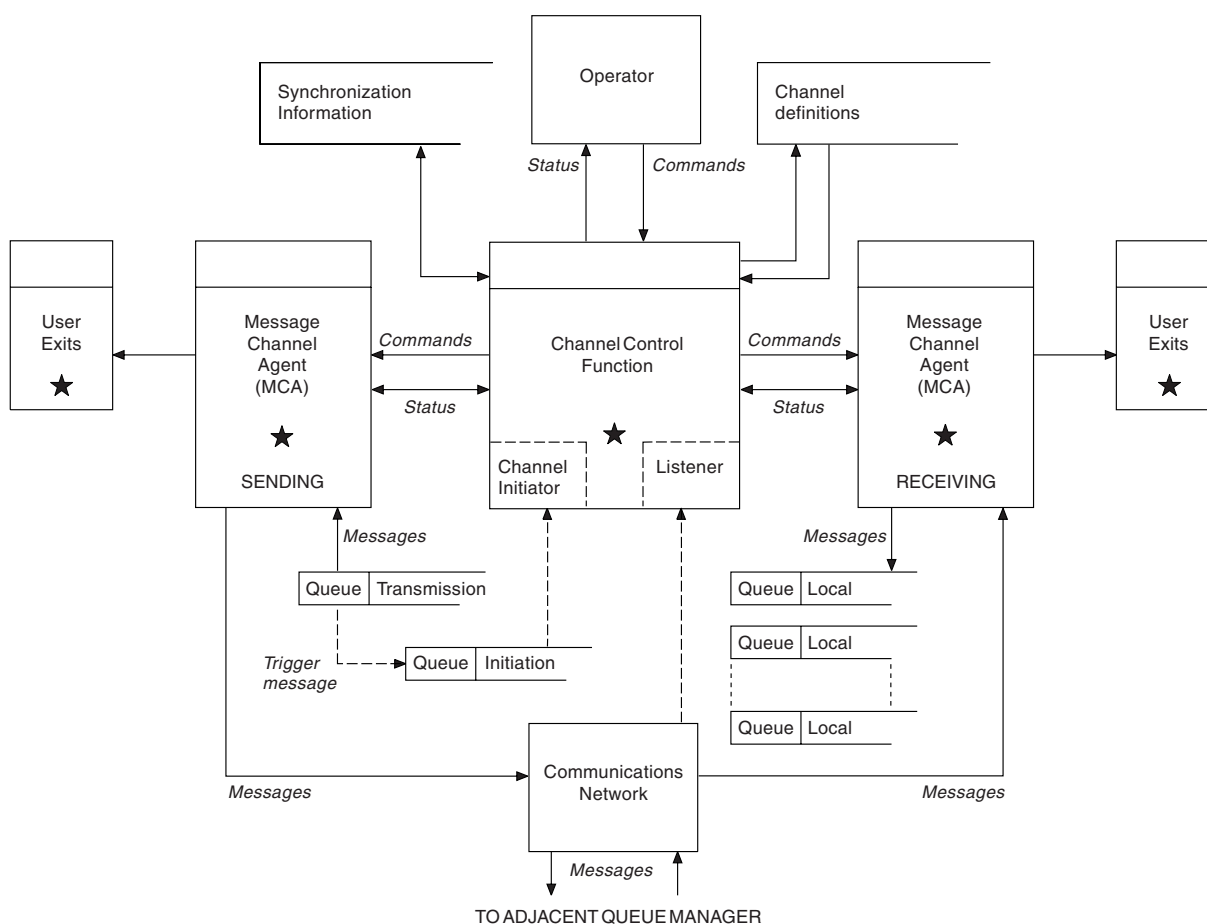 Operator
Synchronization
Information
Channel
definitions
Status
Commands
User
Exits
Message
Channel
Agent
(MCA)
SENDING
Commands
Status
Channel Control
Function
Channel
Initiator
Listener
Commands
Status
Message
Channel
Agent
(MCA)
RECEIVING
User
Exits
Messages
Queue Transmission
Trigger
message
Queue Initiation
Messages
Queue Local
Queue Local
Queue Local
Communications
Network
Messages
Messages
Messages
TO ADJACENT QUEUE MANAGER